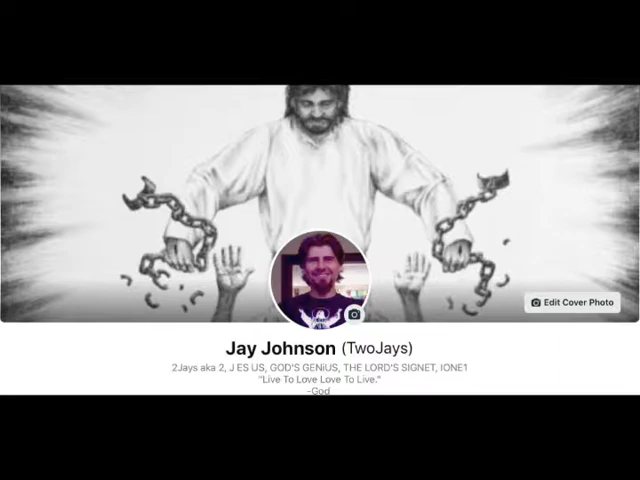 Edit Cover Photo
Jay Johnson (TwoJays)
2Jays aka 2, J ES US, GOD'S GENiUS, THE LORD'S SIGNET, IONE1
"Live To Love Love To Live."
-God